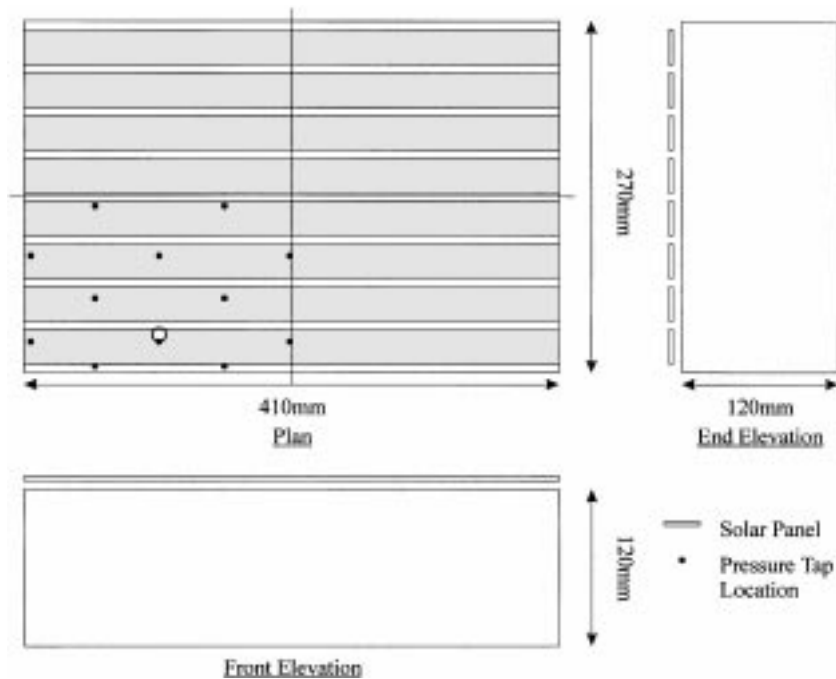 270mm
410mm
Plan
120mm
End Elevation
120mm
Solar Panel
Pressure Tap
Location
Front Elevation